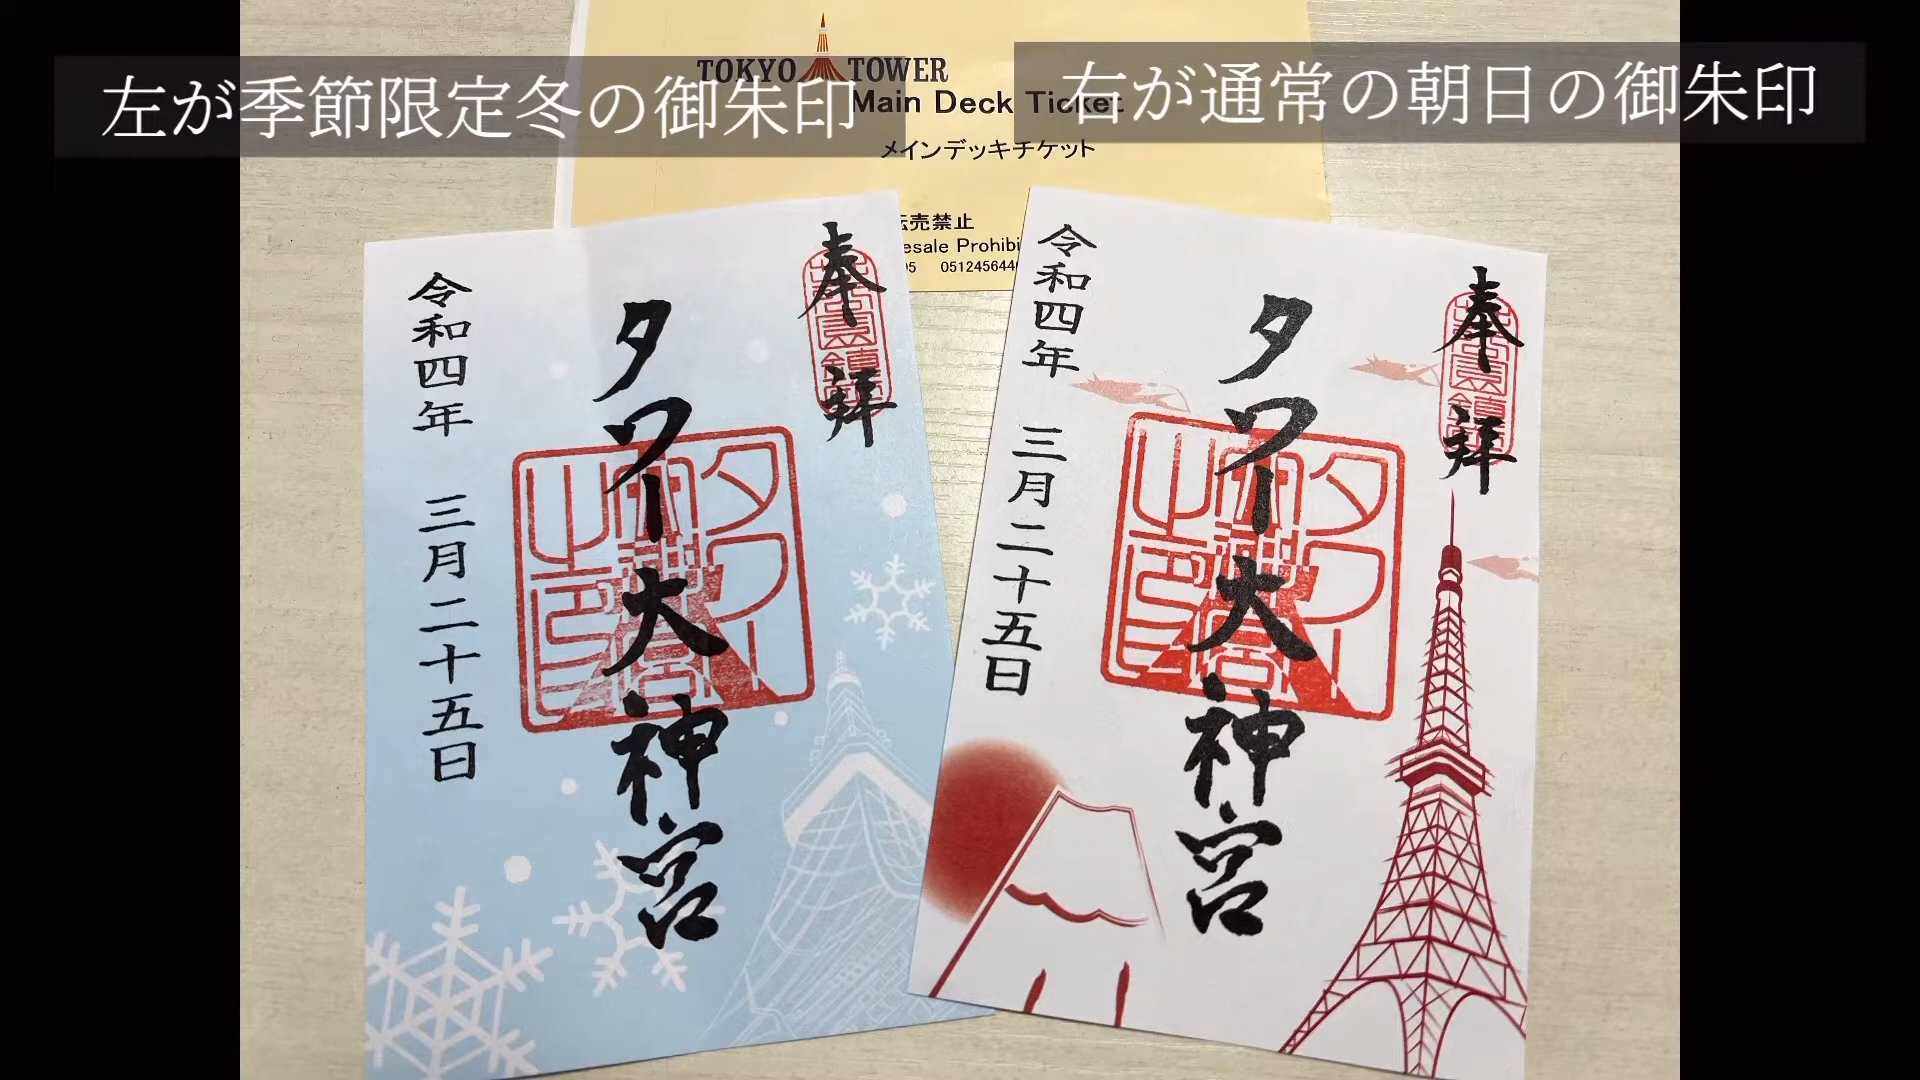 左が季節限定冬の御朱印
右が通常の朝日の御朱印
TOKYO TOWER
Main Deck Ticket
メインデッキチケット
売禁止
esale Prohibi
05 051245644
奉拝
タワー大神宮
令和四年 三月二十五日
奉拝
タワー大神宮
令和四年 三月二十五日